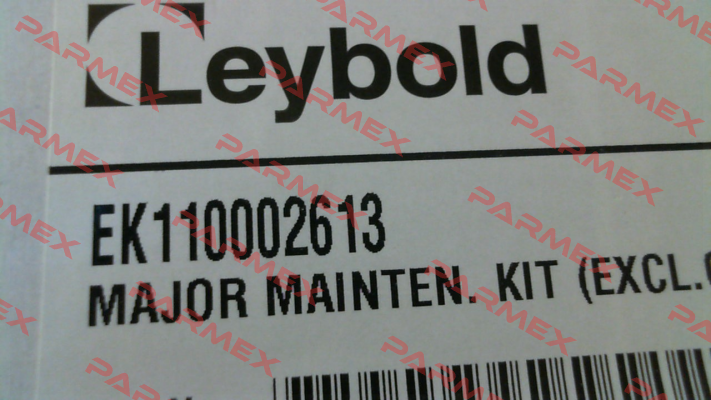 Leybold
EK110002613
MAJOR MAINTEN. KIT (EXCL.
PARMEX